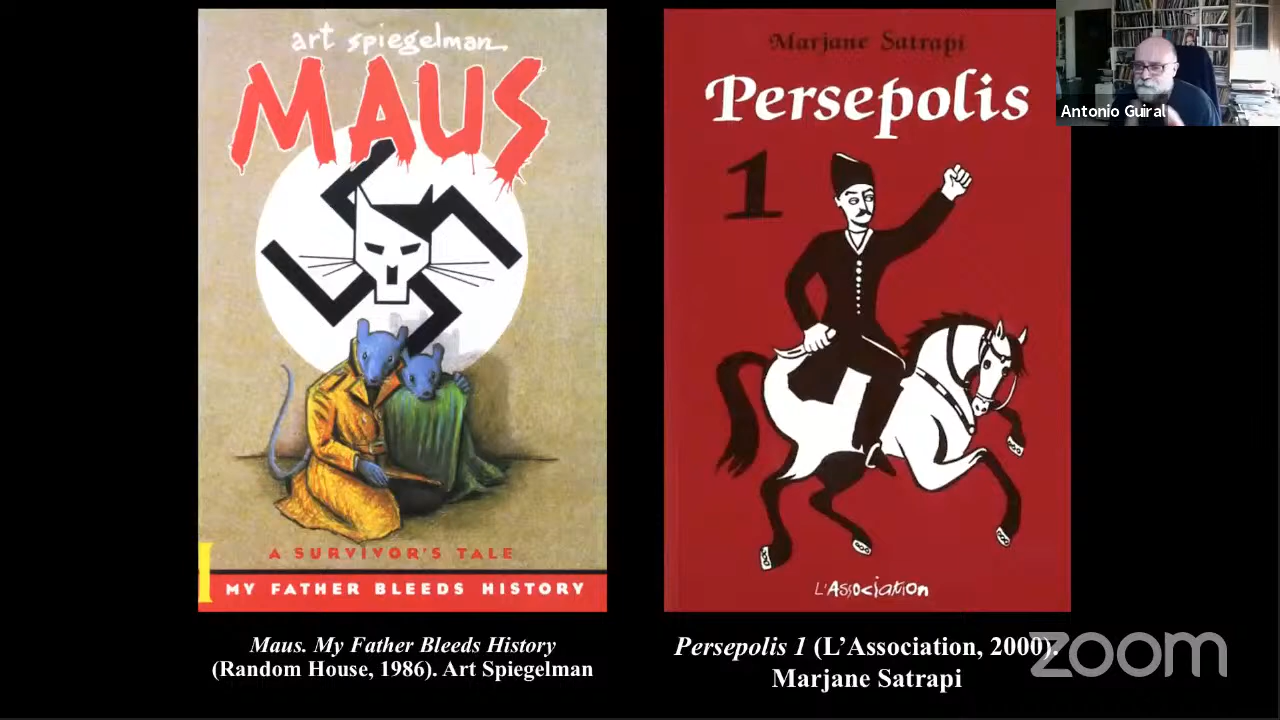 art spiegelman
MAUS
A SURVIVOR'S TALE
I
MY FATHER BLEEDS HISTORY
Marjane Satrapi
Persepolis
1
L'ASSOCIATION
Antonio Guiral
Maus. My Father Bleeds History
(Random House, 1986). Art Spiegelman
Persepolis 1 (L’Association, 2000).
Marjane Satrapi
zoom